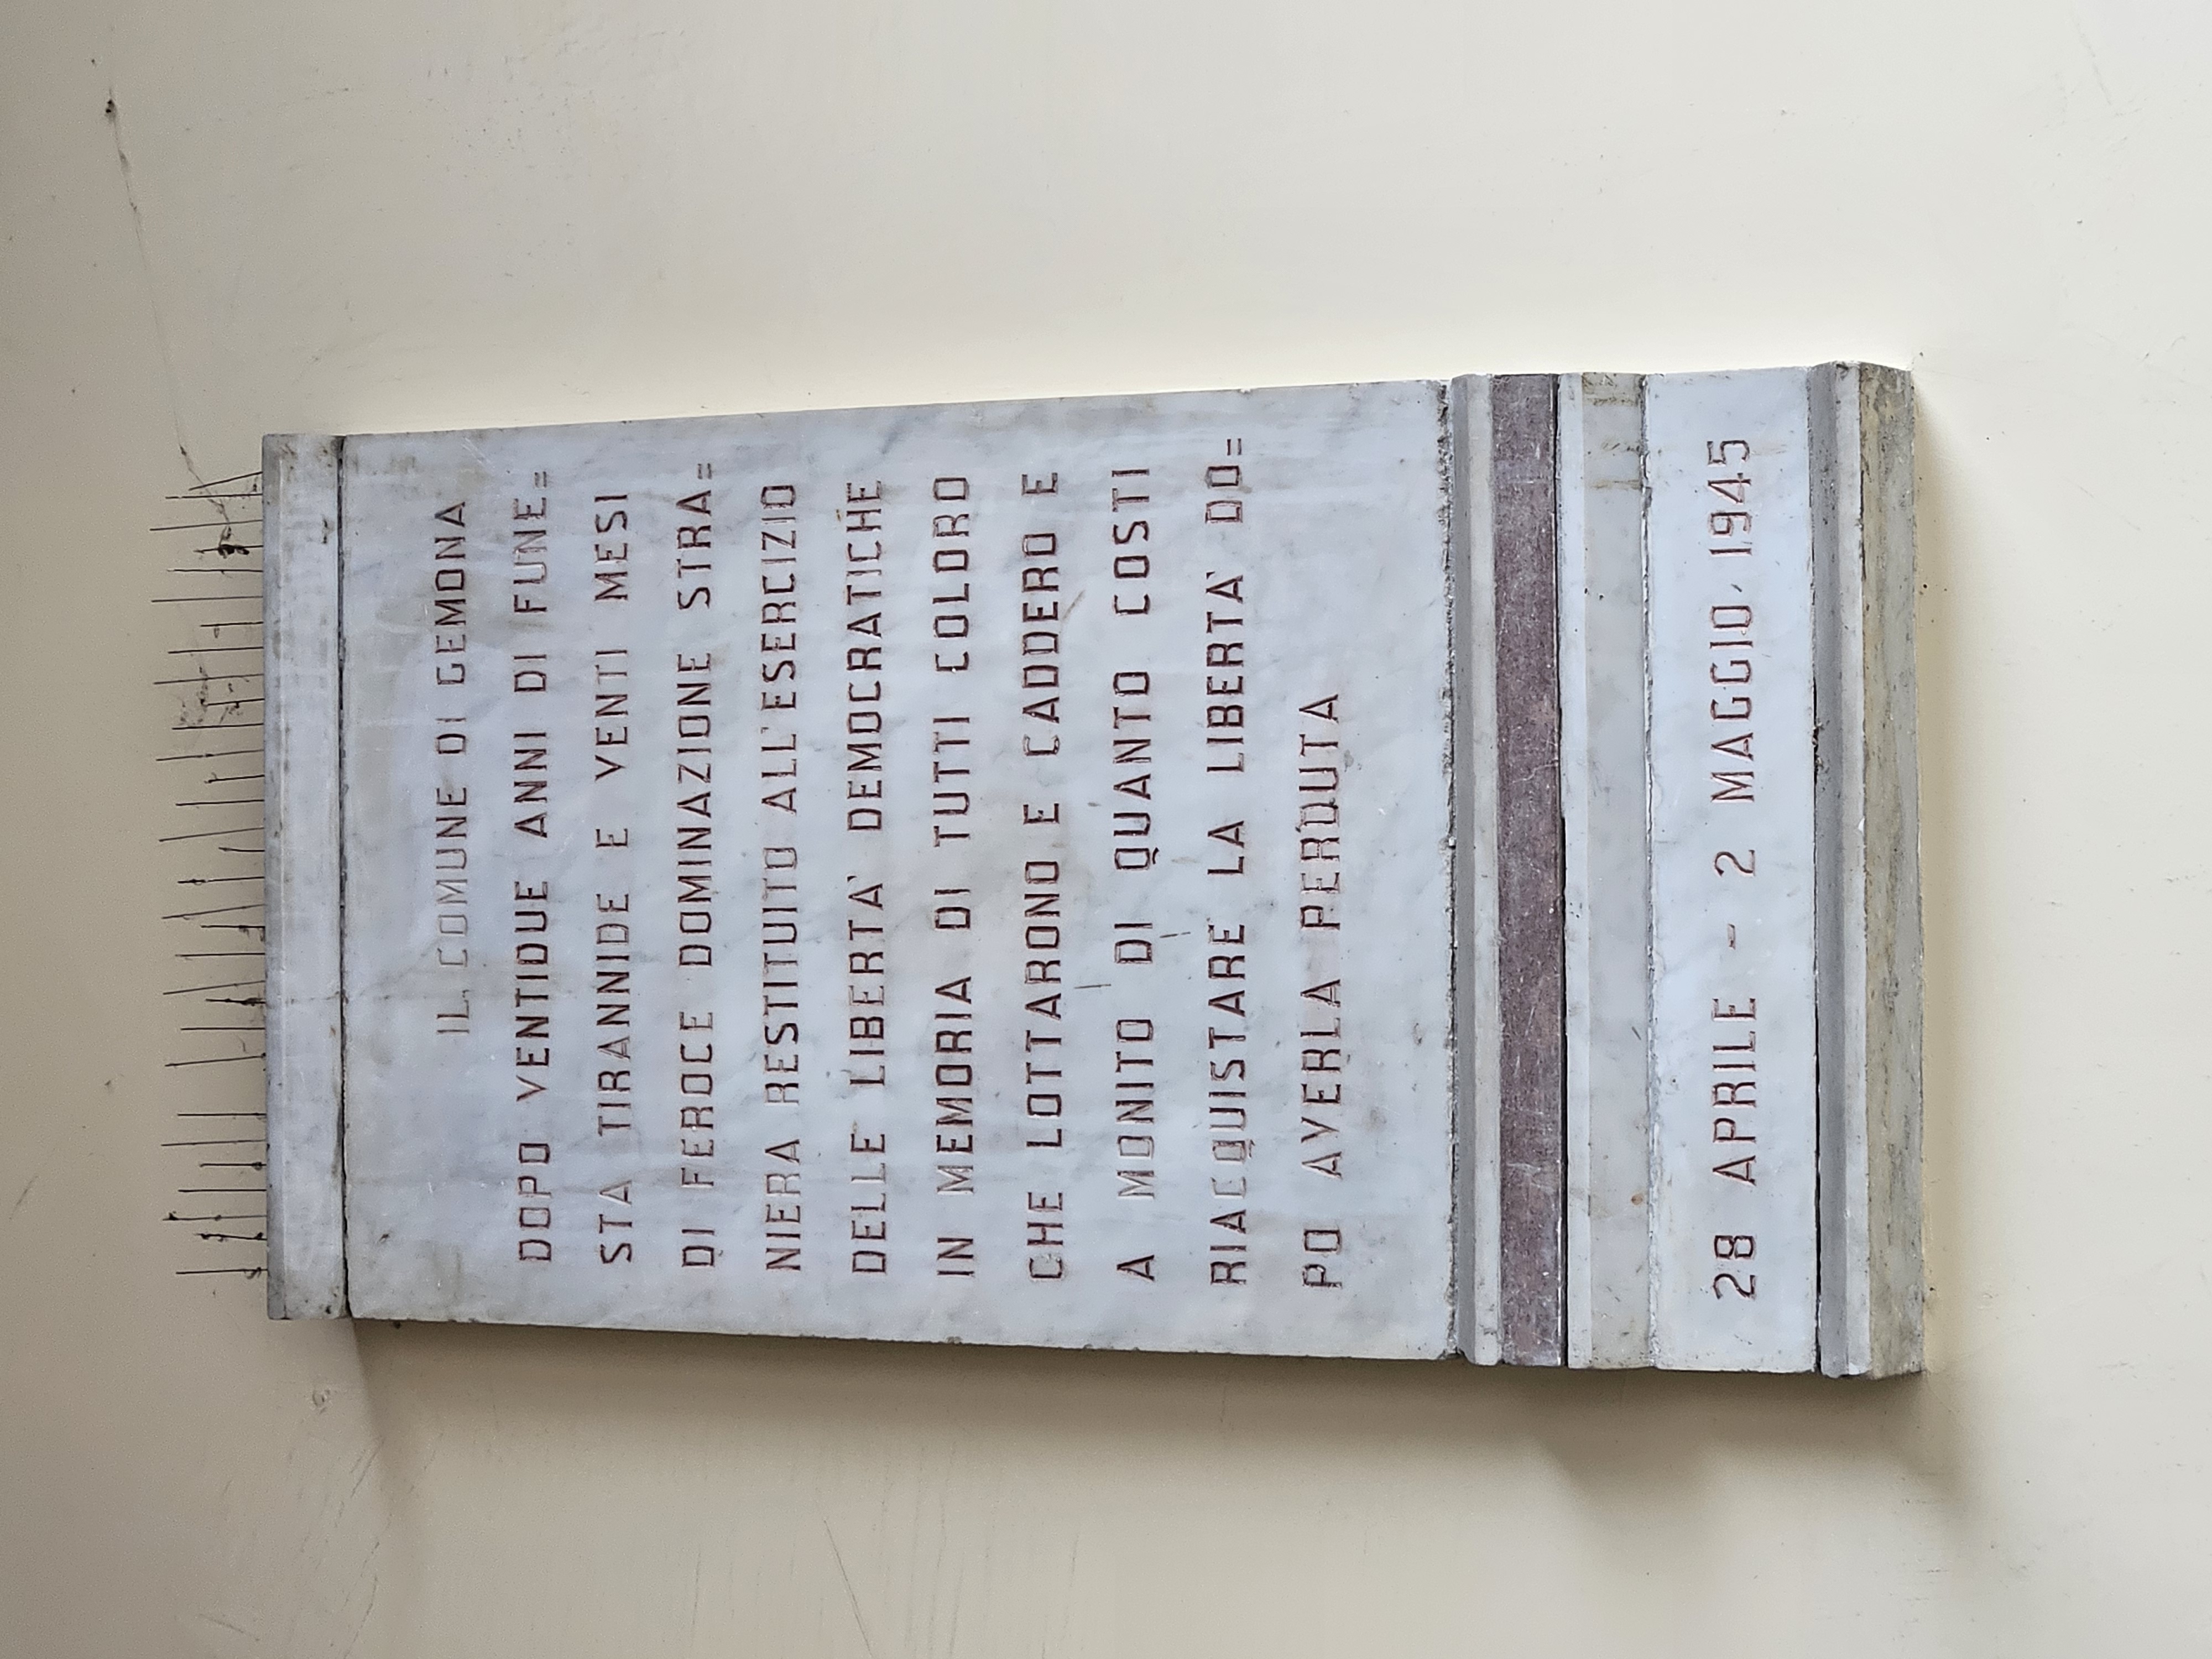 IL COMUNE DI GEMONA
DOPO VENTIDUE ANNI DI FUNE=
STA TIRANNIDE E VENTI MESI
DI FEROCE DOMINAZIONE STRA=
NIERA RESTITUITO ALL'ESERCIZIO
DELLE LIBERTA' DEMOCRATICHE
IN MEMORIA DI TUTTI COLORO
CHE LOTTARONO E CADDERO E
A MONITO DI QUANTO COSTI
RIACQUISTARE LA LIBERTA' DO=
PO AVERLA PERDUTA
28 APRILE - 2 MAGGIO, 1945